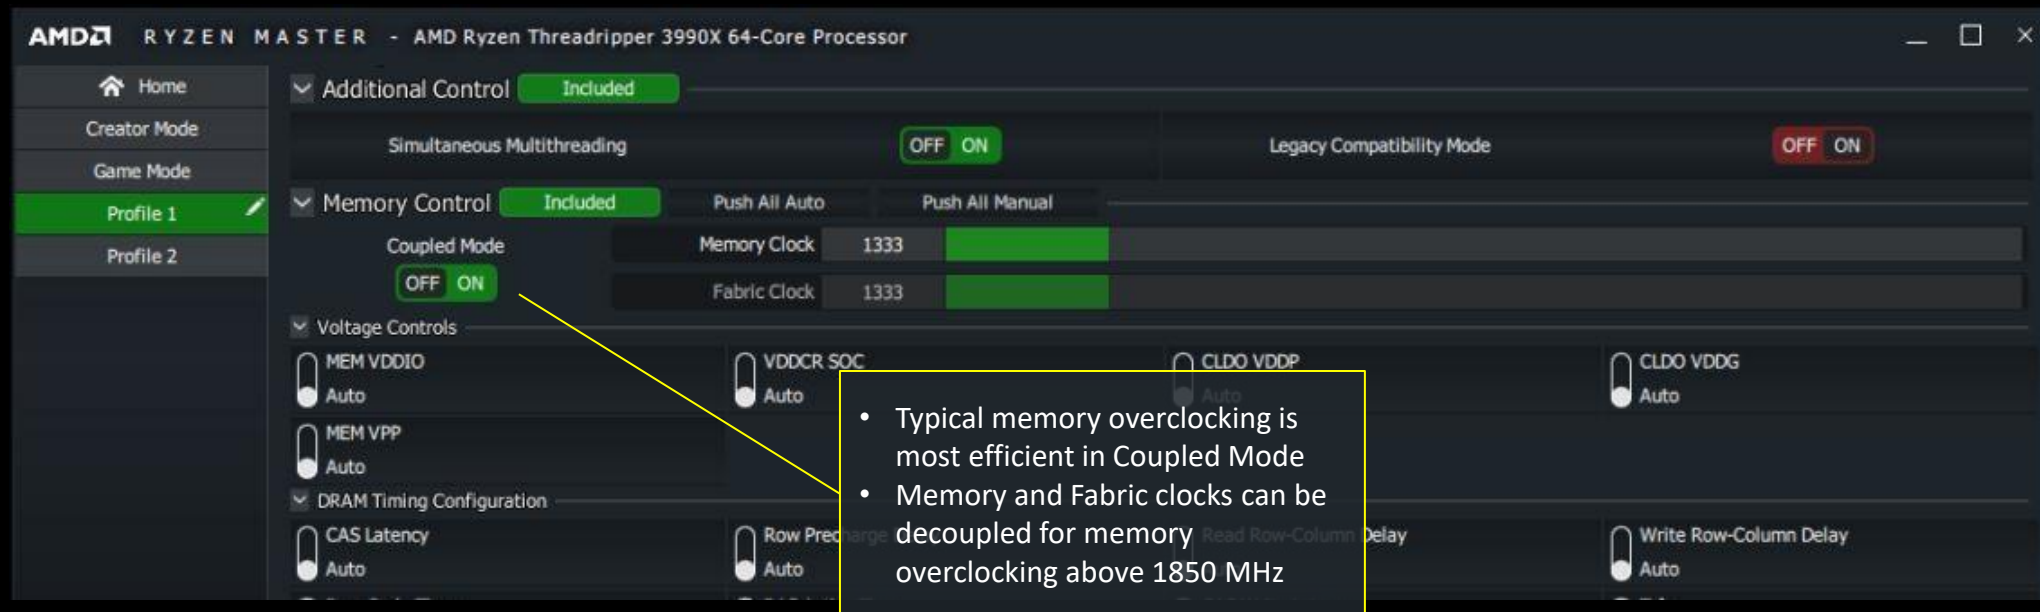 AMD RYZEN MASTER - AMD Ryzen Threadripper 3990X 64-Core Processor
Home
Creator Mode
Game Mode
Profile 1
Profile 2
Additional Control Included
Simultaneous Multithreading OFF ON Legacy Compatibility Mode OFF ON
Memory Control Included Push All Auto Push All Manual
Coupled Mode
OFF ON
Memory Clock 1333
Fabric Clock 1333
Voltage Controls
MEM VDDIO
Auto
VDDCR SOC
Auto
CLDO VDDP
Auto
CLDO VDDG
Auto
MEM VPP
Auto
DRAM Timing Configuration
CAS Latency
Auto
Row Precharge
Auto
Read Row-Column Delay
Write Row-Column Delay
Auto
• Typical memory overclocking is
most efficient in Coupled Mode
• Memory and Fabric clocks can be
decoupled for memory
overclocking above 1850 MHz